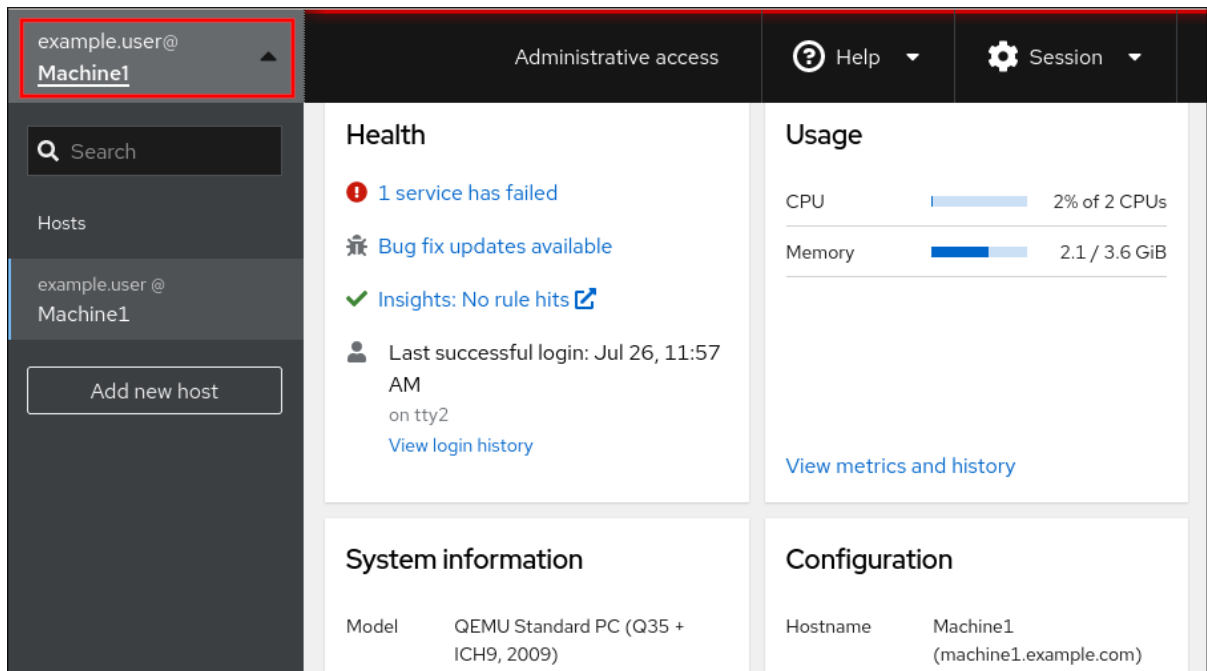 example.user@
Machine1
Administrative access
Help
Session
Search
Hosts
example.user @
Machine1
Add new host
Health
1 service has failed
Bug fix updates available
Insights: No rule hits
Last successful login: Jul 26, 11:57
AM
on tty2
View login history
Usage
CPU 2% of 2 CPUs
Memory 2.1 / 3.6 GiB
View metrics and history
System information
Model QEMU Standard PC (Q35 +
ICH9, 2009)
Configuration
Hostname Machine1
(machine1.example.com)